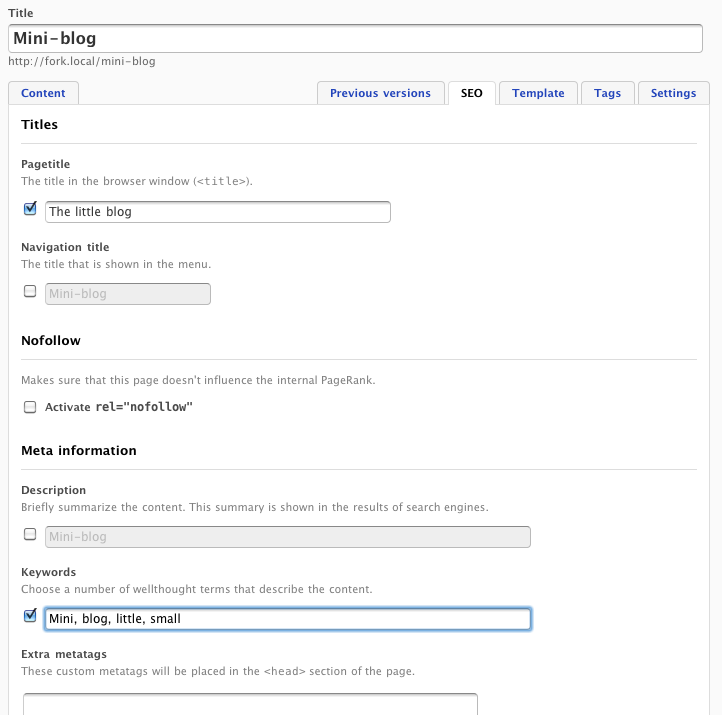 Title
Mini-blog
http://fork.local/mini-blog
Content Previous versions SEO Template Tags Settings
Titles
Pagetitle
The title in the browser window (<title>).
The little blog
Navigation title
The title that is shown in the menu.
Mini-blog
Nofollow
Makes sure that this page doesn't influence the internal PageRank.
Activate rel="nofollow"
Meta information
Description
Briefly summarize the content. This summary is shown in the results of search engines.
Mini-blog
Keywords
Choose a number of wellthought terms that describe the content.
Mini, blog, little, small
Extra metatags
These custom metatags will be placed in the <head> section of the page.